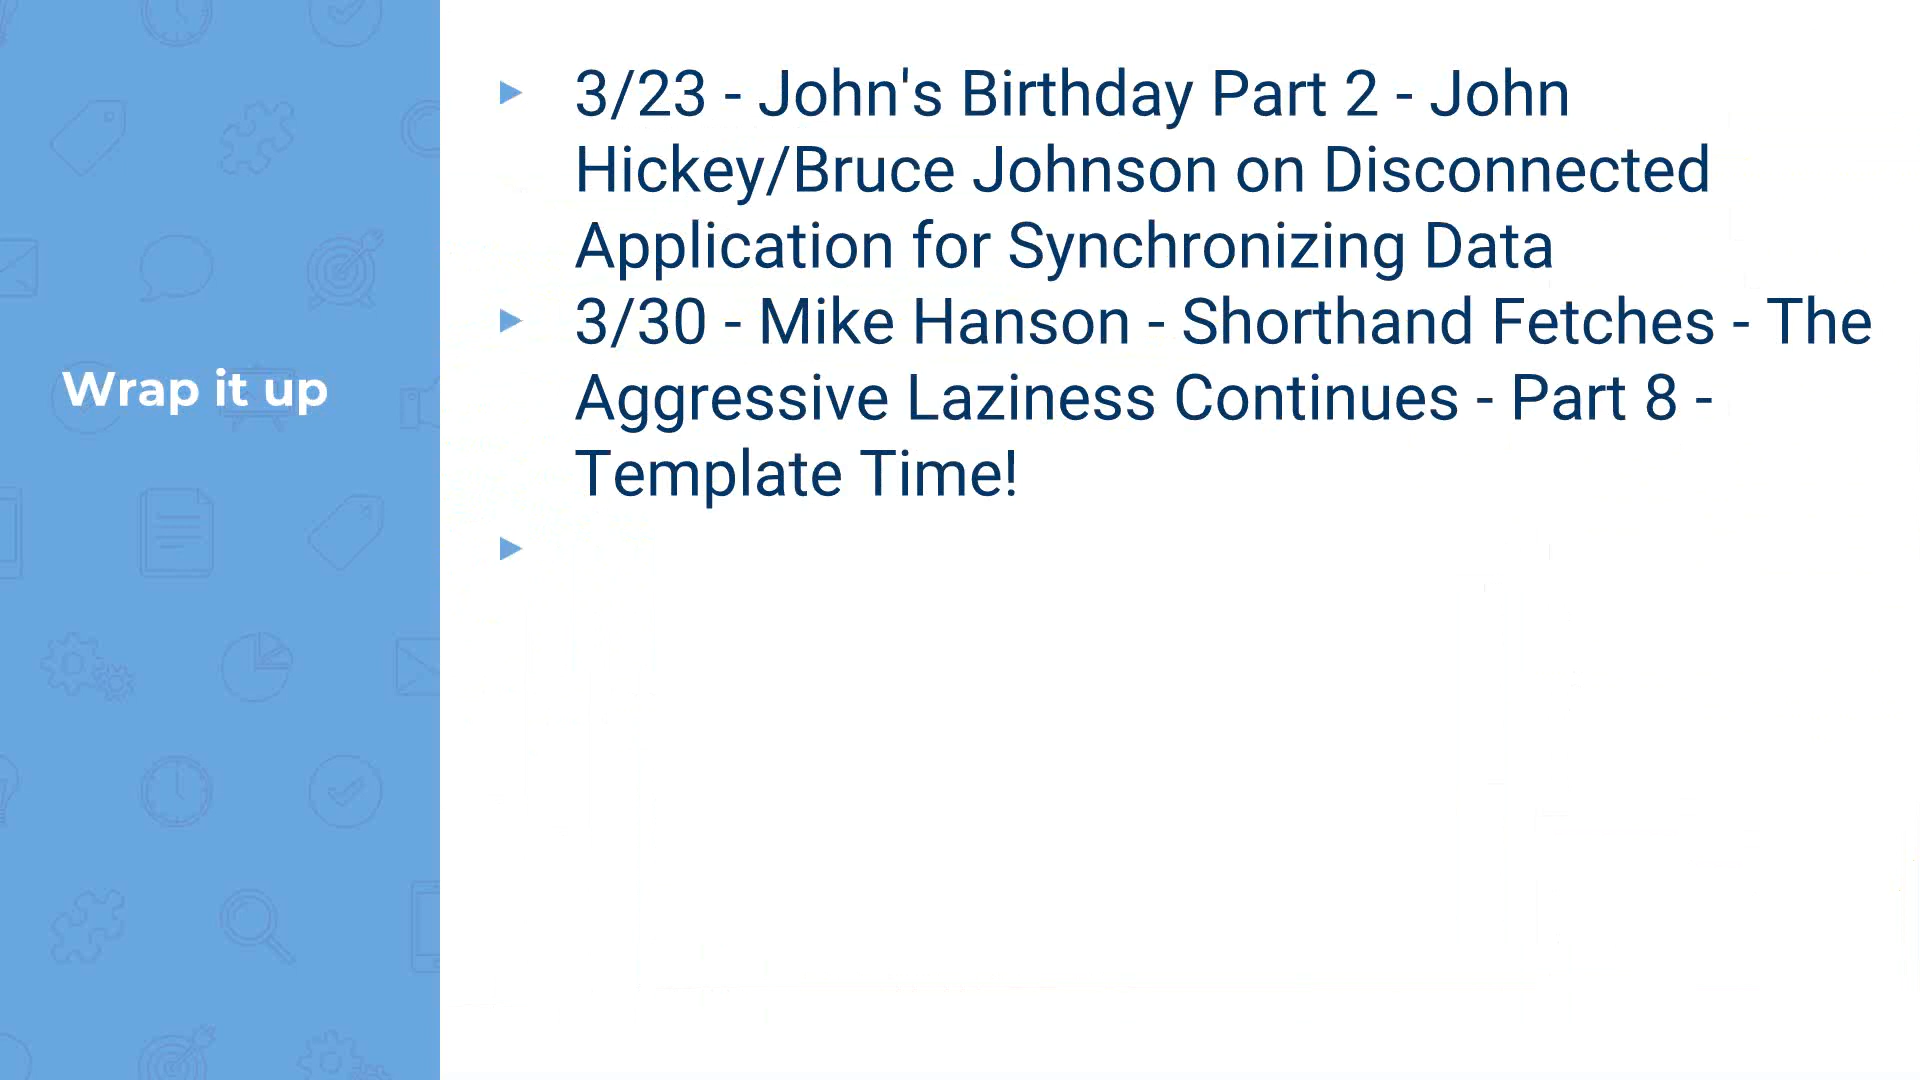 Wrap it up
3/23 - John's Birthday Part 2 - John
Hickey/Bruce Johnson on Disconnected
Application for Synchronizing Data
3/30 - Mike Hanson - Shorthand Fetches - The
Aggressive Laziness Continues - Part 8 -
Template Time!